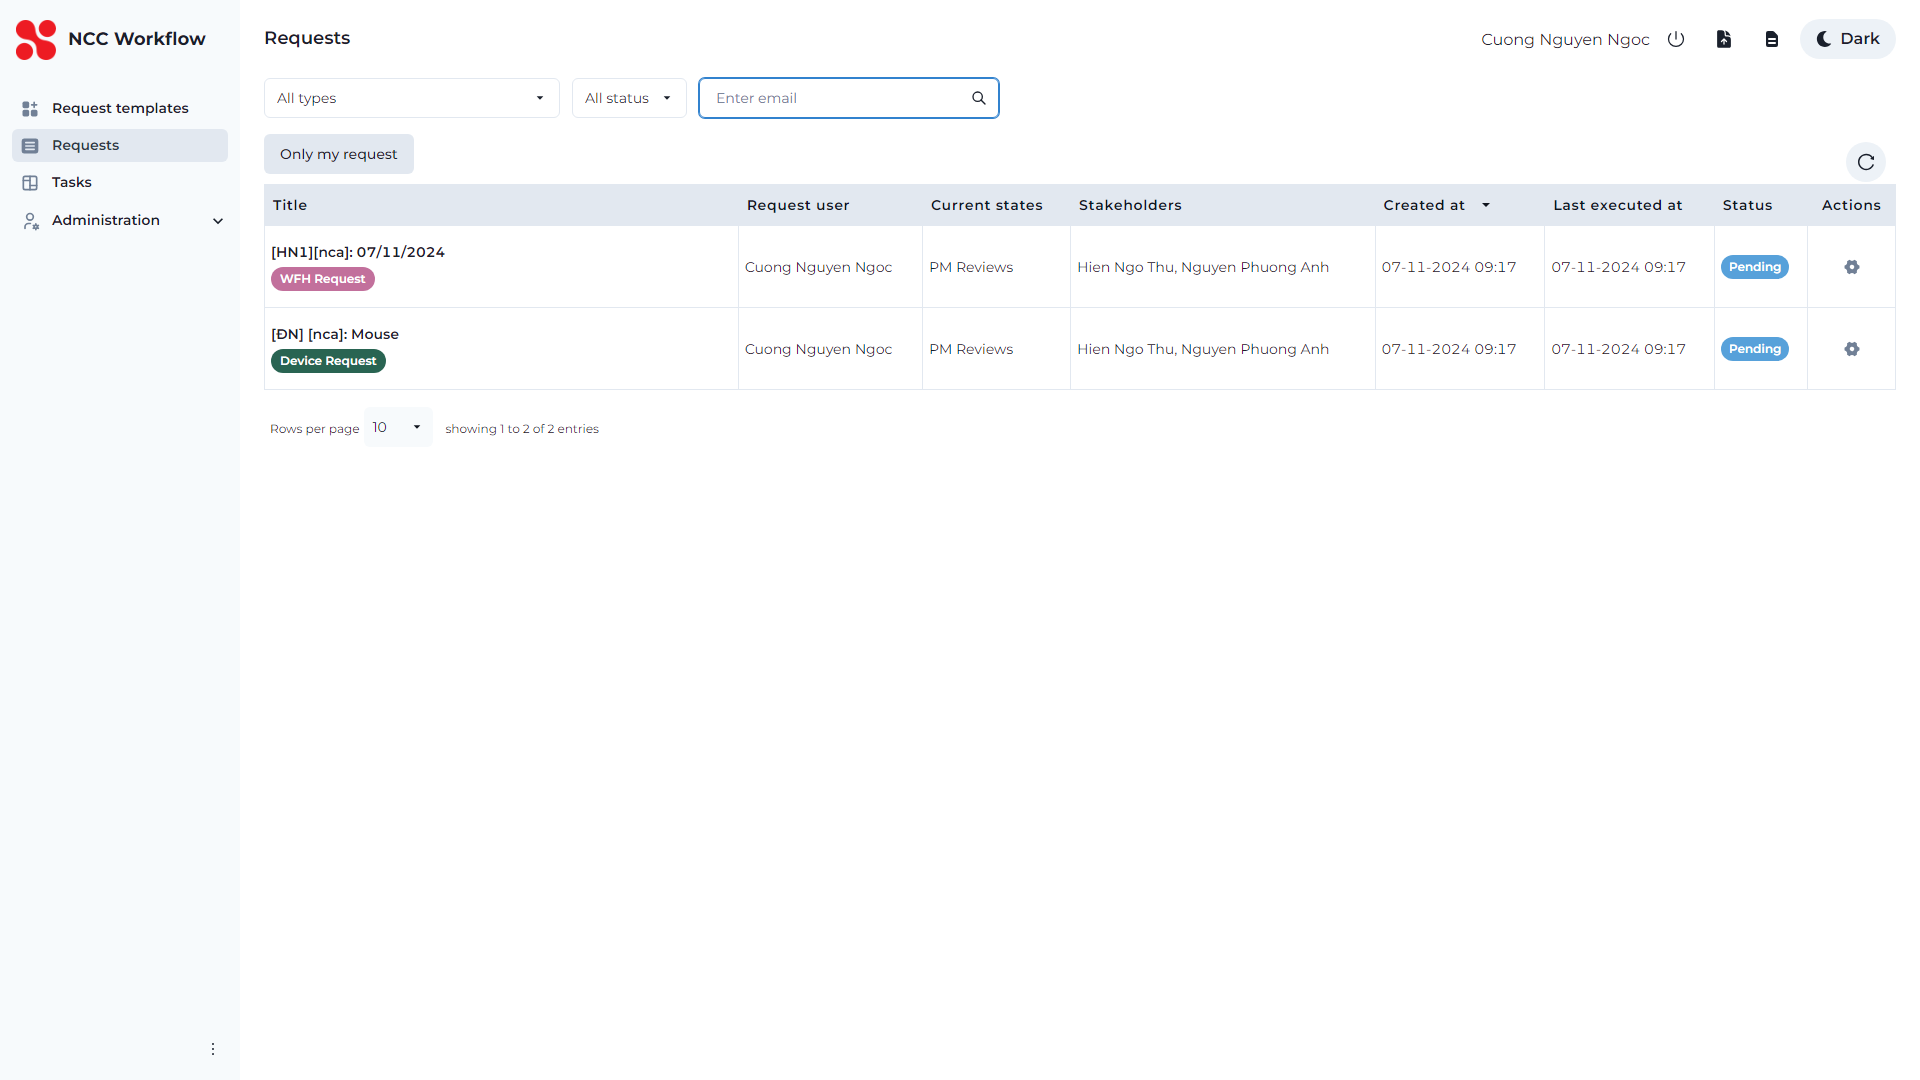 NCC Workflow
Request templates
Requests
Tasks
Administration
Requests
Cuong Nguyen Ngoc
Dark
All types
All status
Enter email
Only my request
Title Request user Current states Stakeholders Created at Last executed at Status Actions
[HN1][nca]: 07/11/2024
WFH Request
Cuong Nguyen Ngoc PM Reviews Hien Ngo Thu, Nguyen Phuong Anh 07-11-2024 09:17 07-11-2024 09:17 Pending
[ĐN] [nca]: Mouse
Device Request
Cuong Nguyen Ngoc PM Reviews Hien Ngo Thu, Nguyen Phuong Anh 07-11-2024 09:17 07-11-2024 09:17 Pending
Rows per page 10 showing 1 to 2 of 2 entries